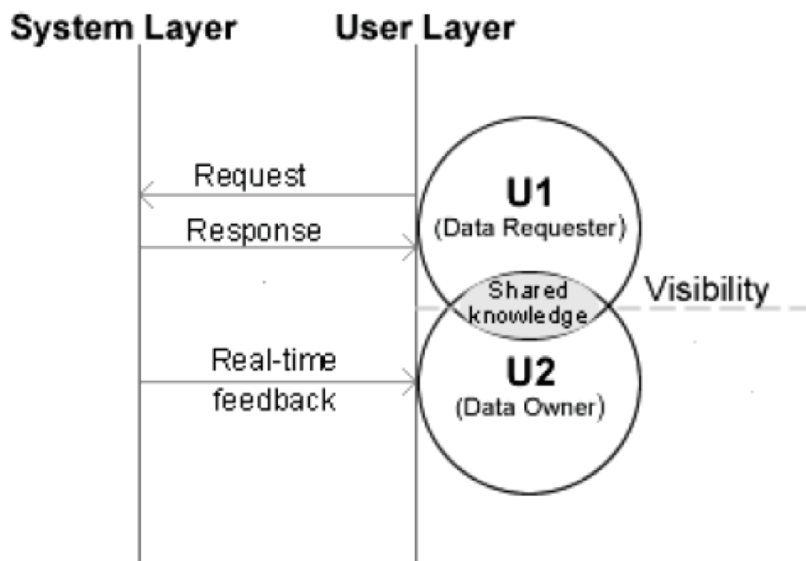 System Layer
User Layer
Request
Response
U1
(Data Requester)
Shared
knowledge
Visibility
Real-time
feedback
U2
(Data Owner)